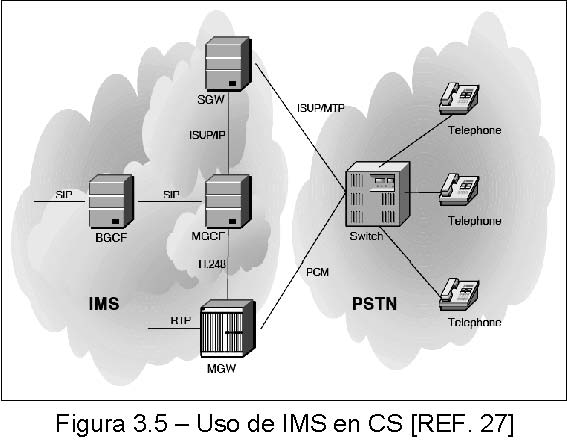 SGW
ISUP/MTP
Telephone
ISUP/IP
SIP
SIP
BGCF
MGCF
Switch
Telephone
H.248
IMS
PCM
PSTN
RTP
Telephone
MGW
Figura 3.5 – Uso de IMS en CS [REF. 27]